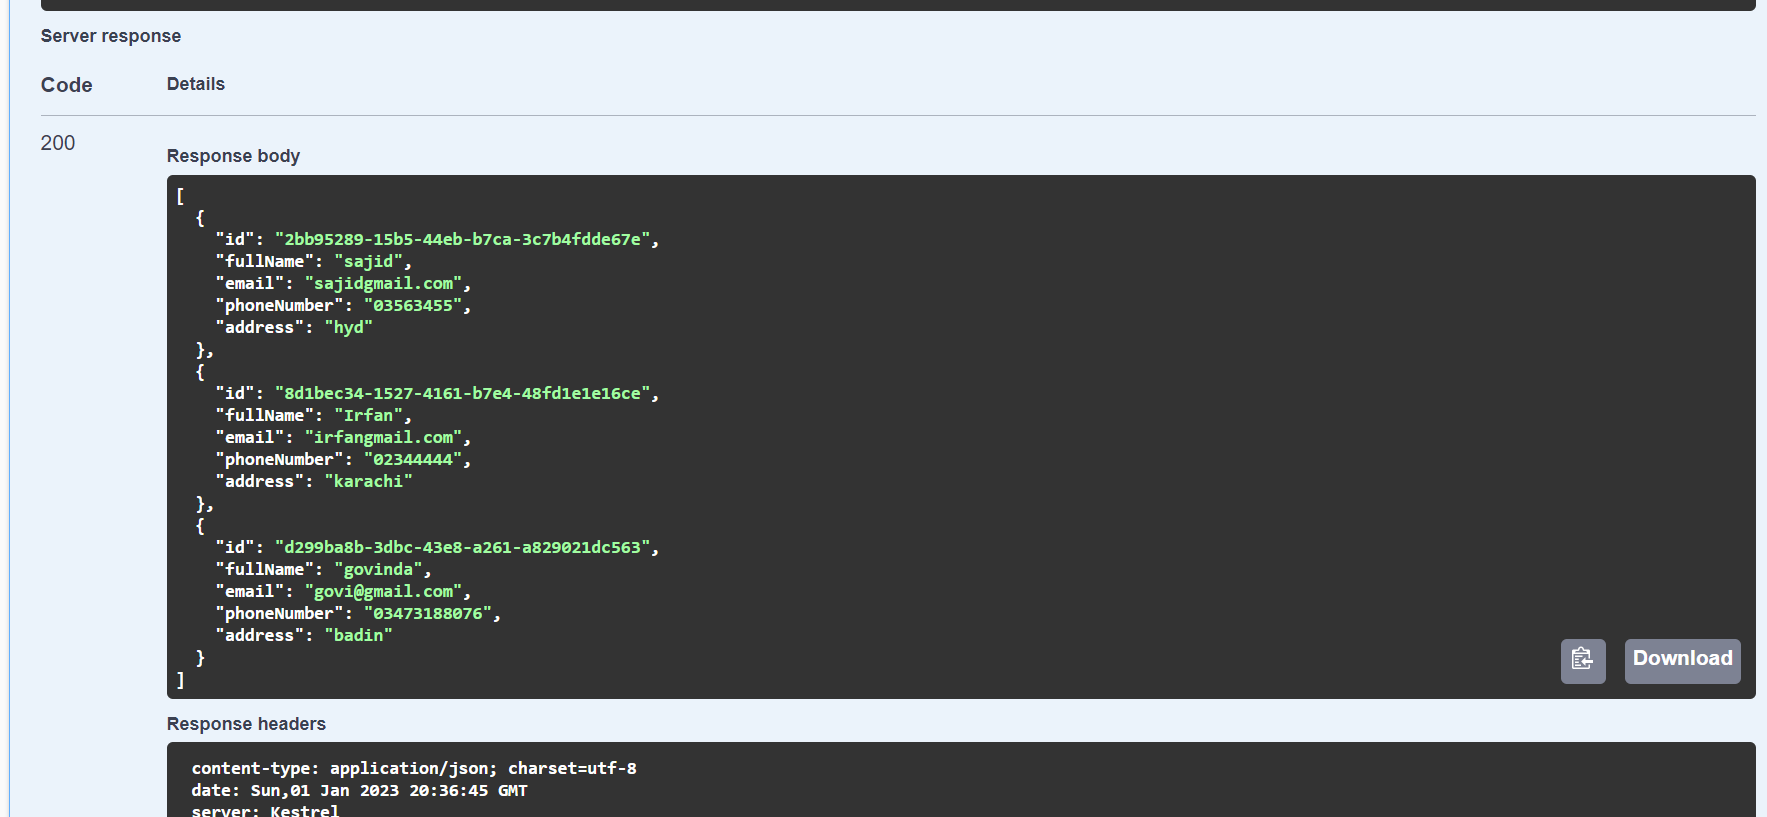 Server response
Code Details
200
Response body
[
  {
    "id": "2bb95289-15b5-44eb-b7ca-3c7b4fdde67e",
    "fullName": "sajid",
    "email": "sajidgmail.com",
    "phoneNumber": "03563455",
    "address": "hyd"
  },
  {
    "id": "8d1bec34-1527-4161-b7e4-48fd1e1e16ce",
    "fullName": "Irfan",
    "email": "irfangmail.com",
    "phoneNumber": "02344444",
    "address": "karachi"
  },
  {
    "id": "d299ba8b-3dbc-43e8-a261-a829021dc563",
    "fullName": "govinda",
    "email": "govi@gmail.com",
    "phoneNumber": "03473188076",
    "address": "badin"
  }
]
Download
Response headers
content-type: application/json; charset=utf-8
date: Sun,01 Jan 2023 20:36:45 GMT
server: Kestrel